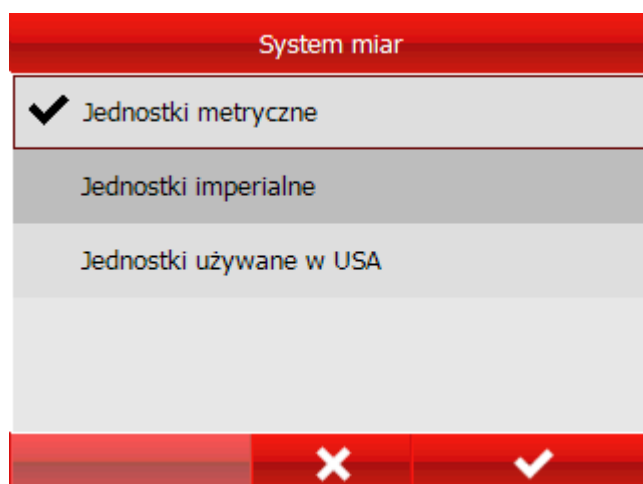 System miar
Jednostki metryczne
Jednostki imperialne
Jednostki używane w USA